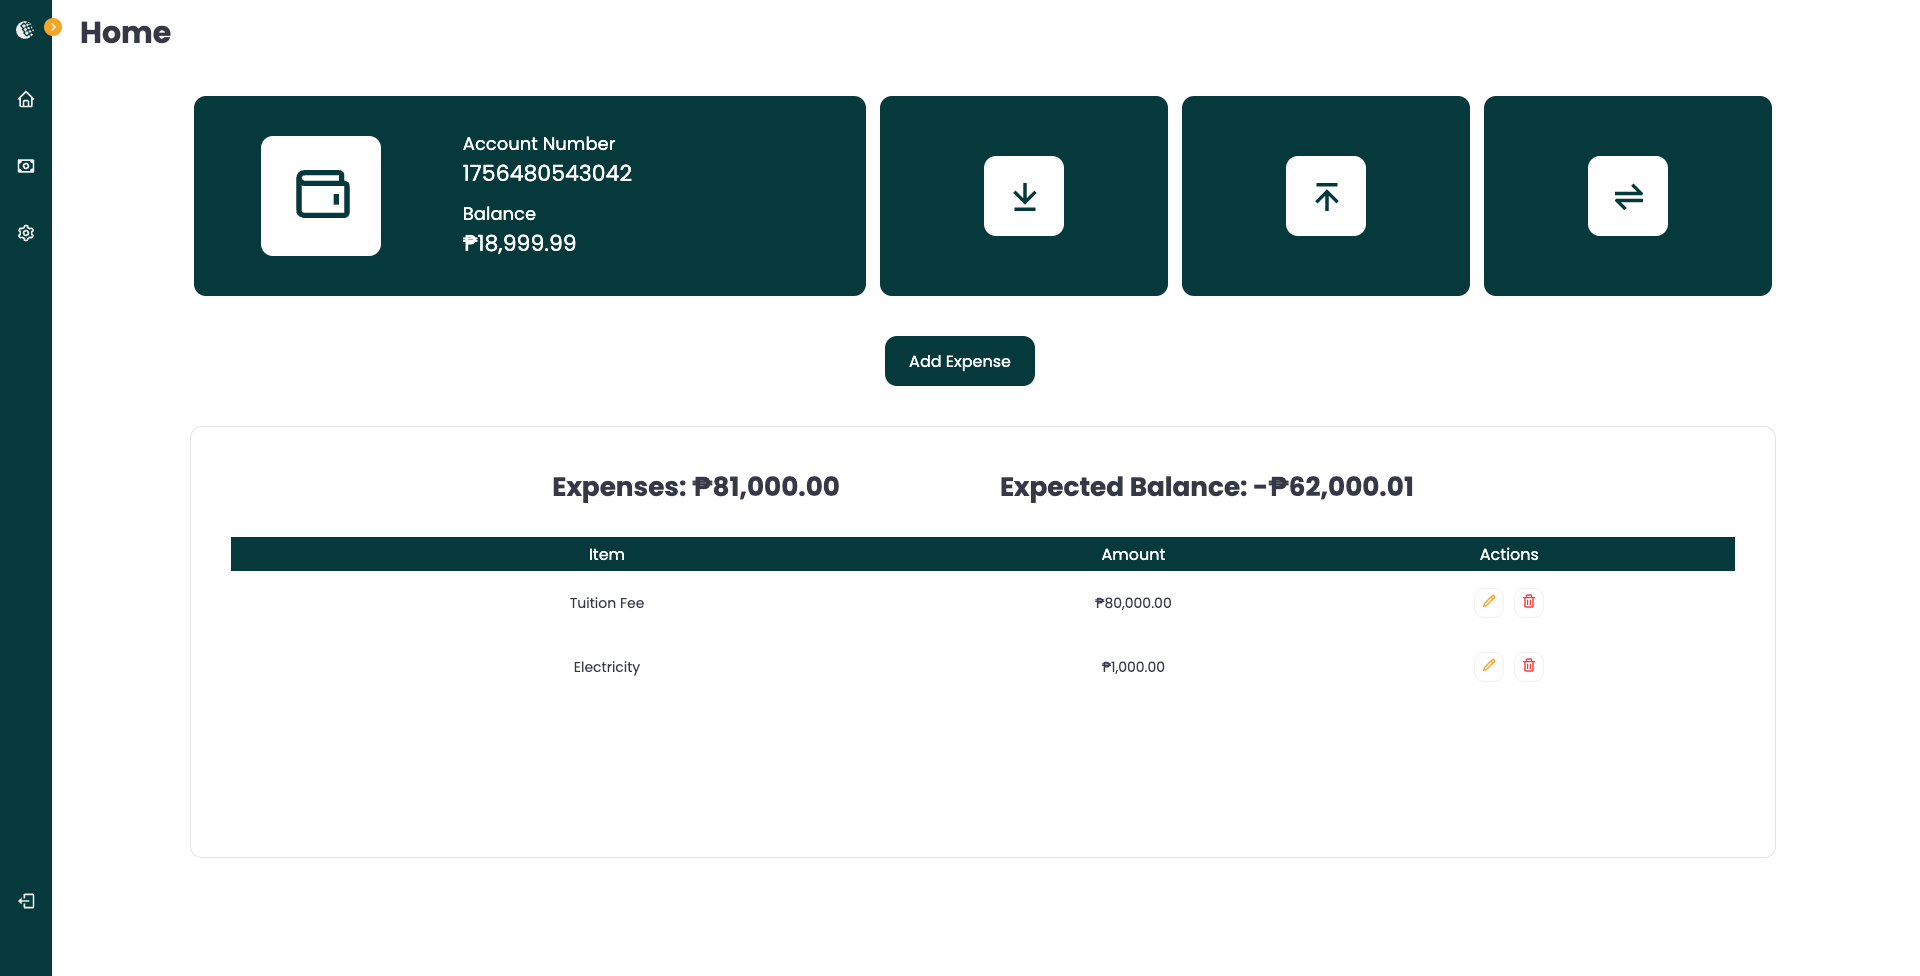 Home
Account Number
1756480543042
Balance
₱18,999.99
Add Expense
Expenses: ₱81,000.00
Expected Balance: -₱62,000.01
Item Amount Actions
Tuition Fee ₱80,000.00
Electricity ₱1,000.00